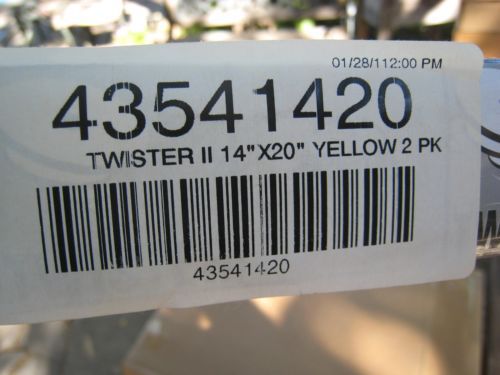 01/28/112:00 PM
43541420
TWISTER II 14"X20" YELLOW 2 PK
43541420